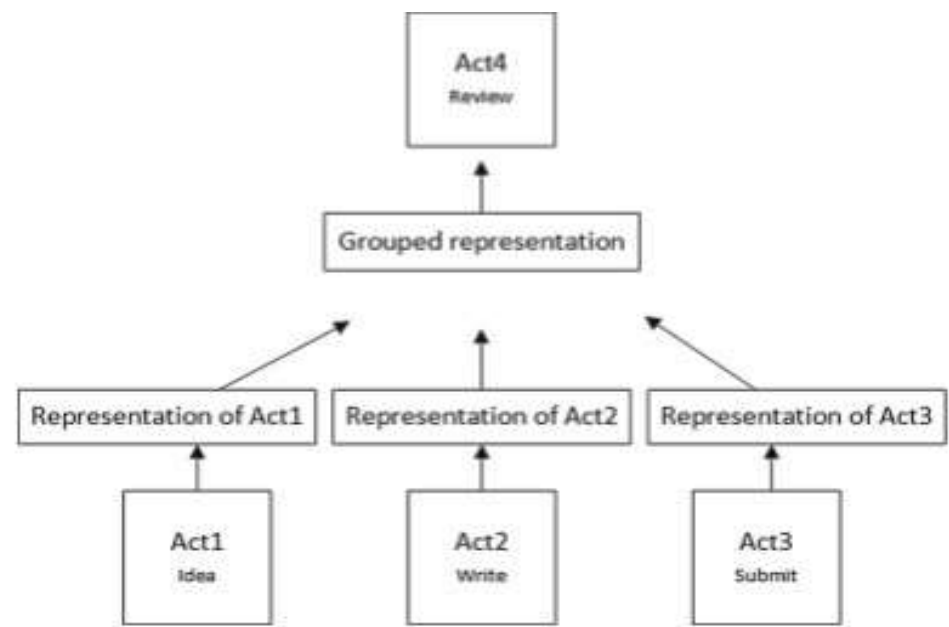 Act4
Review
Grouped representation
Representation of Act1
Representation of Act2
Representation of Act3
Act1
Idea
Act2
Write
Act3
Submit